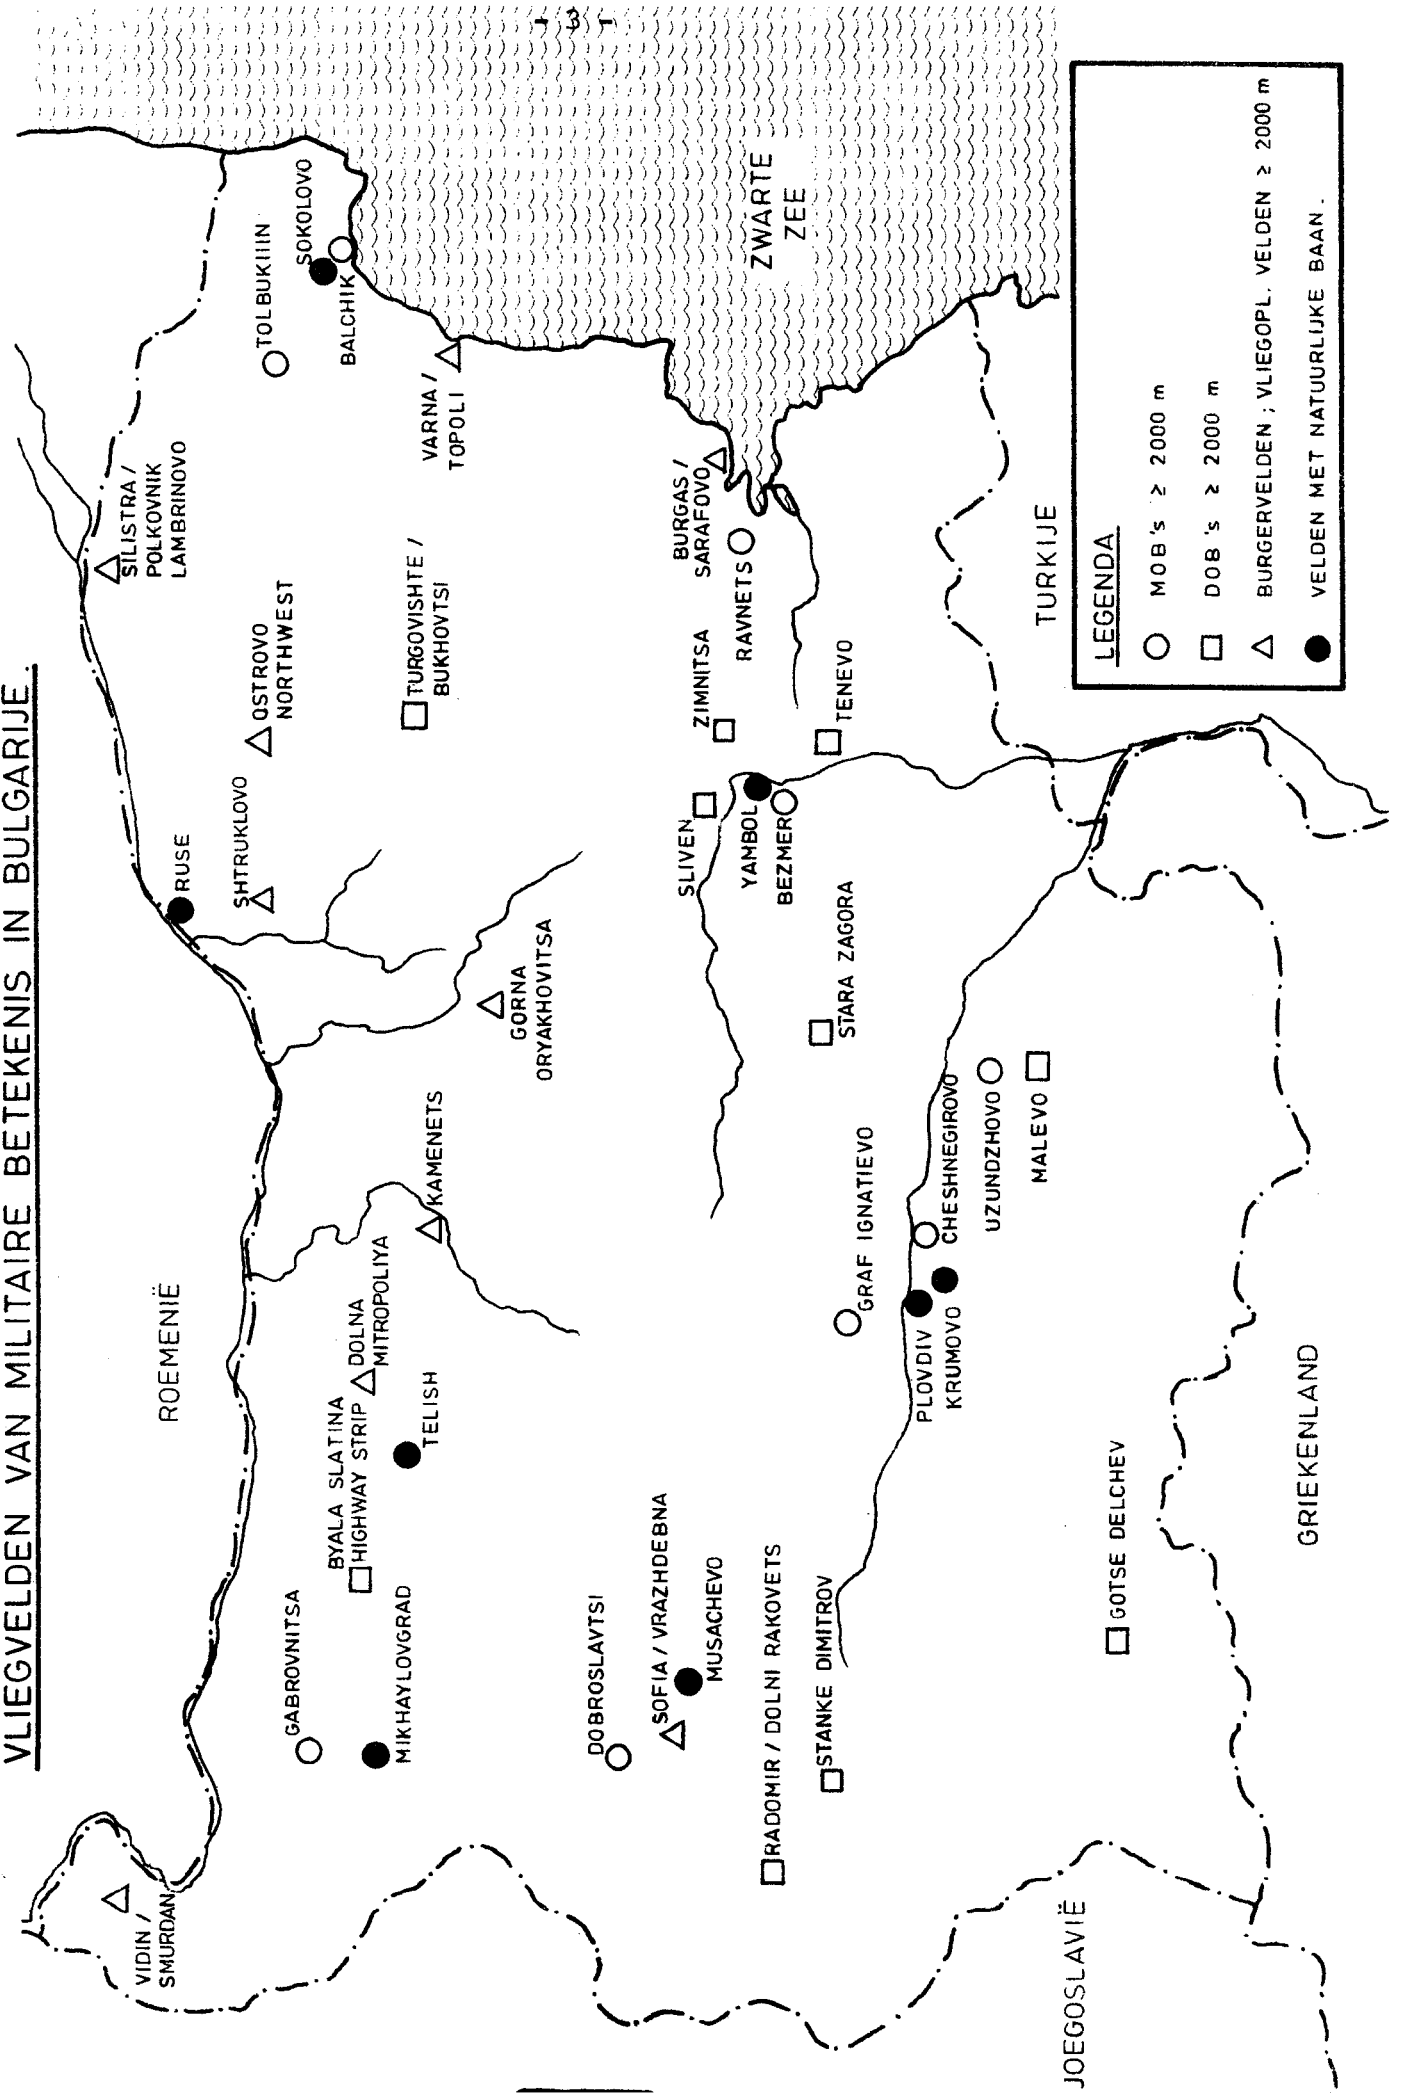 - 3 -
VLIEGVELDEN VAN MILITAIRE BETEKENIS IN BULGARIJE.
ROEMENIË
VIDIN /
SMURDAN
GABROVNITSA
MIKHAYLOVGRAD
BYALA SLATINA
HIGHWAY STRIP
DOLNA
MITROPOLIYA
TELISH
KAMENETS
GORNA
ORYAKHOVITSA
RUSE
SHTRUKLOVO
OSTROVO
NORTHWEST
SILISTRA /
POLKOVNIK
LAMBRINOVO
TURGOVISHTE /
BUKHOVTSI
TOLBUKIIIN
SOKOLOVO
BALCHIK
VARNA /
TOPOLI
ZWARTE
ZEE
BURGAS /
SARAFOVO
RAVNETS
ZIMNITSA
SLIVEN
YAMBOL
BEZMER
TENEVO
STARA ZAGORA
DOBROSLAVTSI
SOFIA / VRAZHDEBNA
MUSACHEVO
RADOMIR / DOLNI RAKOVETS
STANKE DIMITROV
GRAF IGNATIEVO
PLOVDIV
KRUMOVO
CHESHNEGIROVO
UZUNDZHOVO
MALEVO
GOTSE DELCHEV
JOEGOSLAVIË
GRIEKENLAND
TURKIJE
LEGENDA
MOB's ≥ 2000 m
DOB's ≥ 2000 m
BURGERVELDEN ; VLIEGOPL. VELDEN ≥ 2000 m
VELDEN MET NATUURLIJKE BAAN.